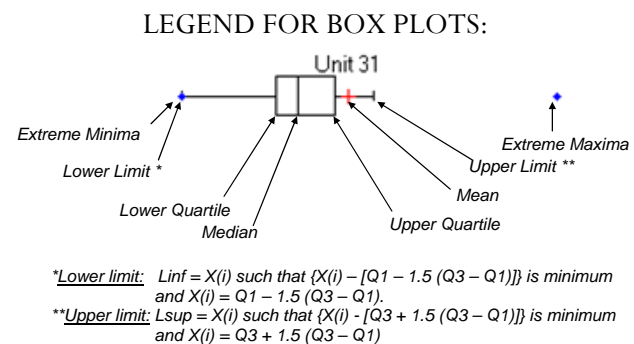 LEGEND FOR BOX PLOTS:
Unit 31
Extreme Minima
Extreme Maxima
Lower Limit *
Upper Limit **
Mean
Lower Quartile
Upper Quartile
Median
*Lower limit: Linf = X(i) such that {X(i) – [Q1 – 1.5 (Q3 – Q1)]} is minimum
and X(i) = Q1 – 1.5 (Q3 – Q1).
**Upper limit: Lsup = X(i) such that {X(i) - [Q3 + 1.5 (Q3 – Q1)]} is minimum
and X(i) = Q3 + 1.5 (Q3 – Q1)